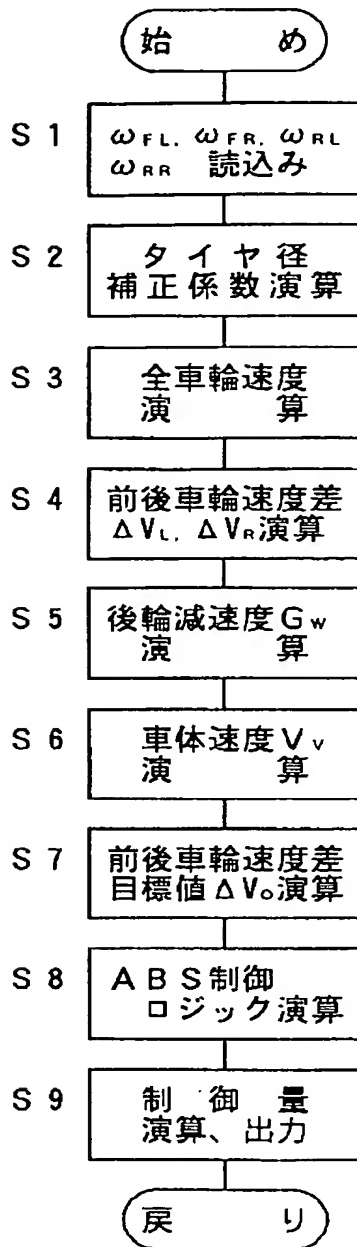 始 め
S 1
ωFL. ωFR. ωRL
ωRR 読込み
S 2
タイヤ径
補正係数演算
S 3
全車輪速度
演 算
S 4
前後車輪速度差
ΔVL. ΔVR演算
S 5
後輪減速度Gw
演 算
S 6
車体速度Vv
演 算
S 7
前後車輪速度差
目標値ΔVo演算
S 8
ABS制御
ロジック演算
S 9
制 御 量
演算、出力
戻 り